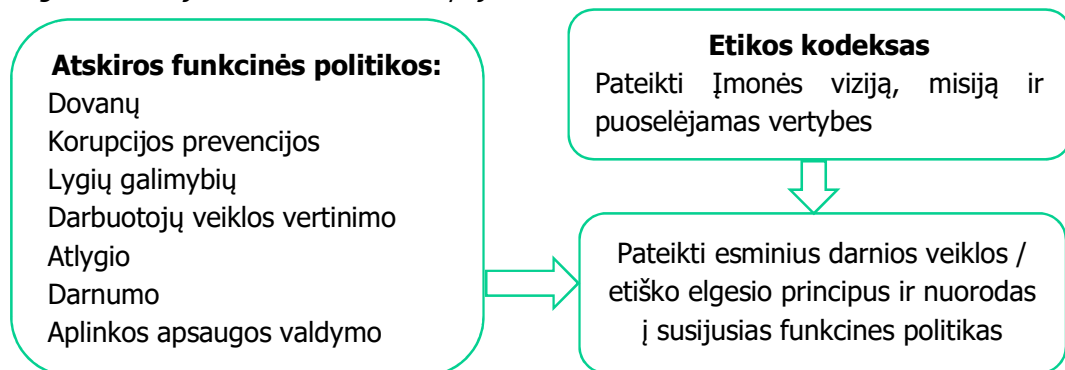 Atskiros funkcinės politikos:
Dovanų
Korupcijos prevencijos
Lygių galimybių
Darbuotojų veiklos vertinimo
Atlygio
Darnumo
Aplinkos apsaugos valdymo
Etikos kodeksas
Pateikti Įmonės viziją, misiją ir
puoselėjamas vertybes
Pateikti esminius darnios veiklos /
etiško elgesio principus ir nuorodas
į susijusias funkcines politikas